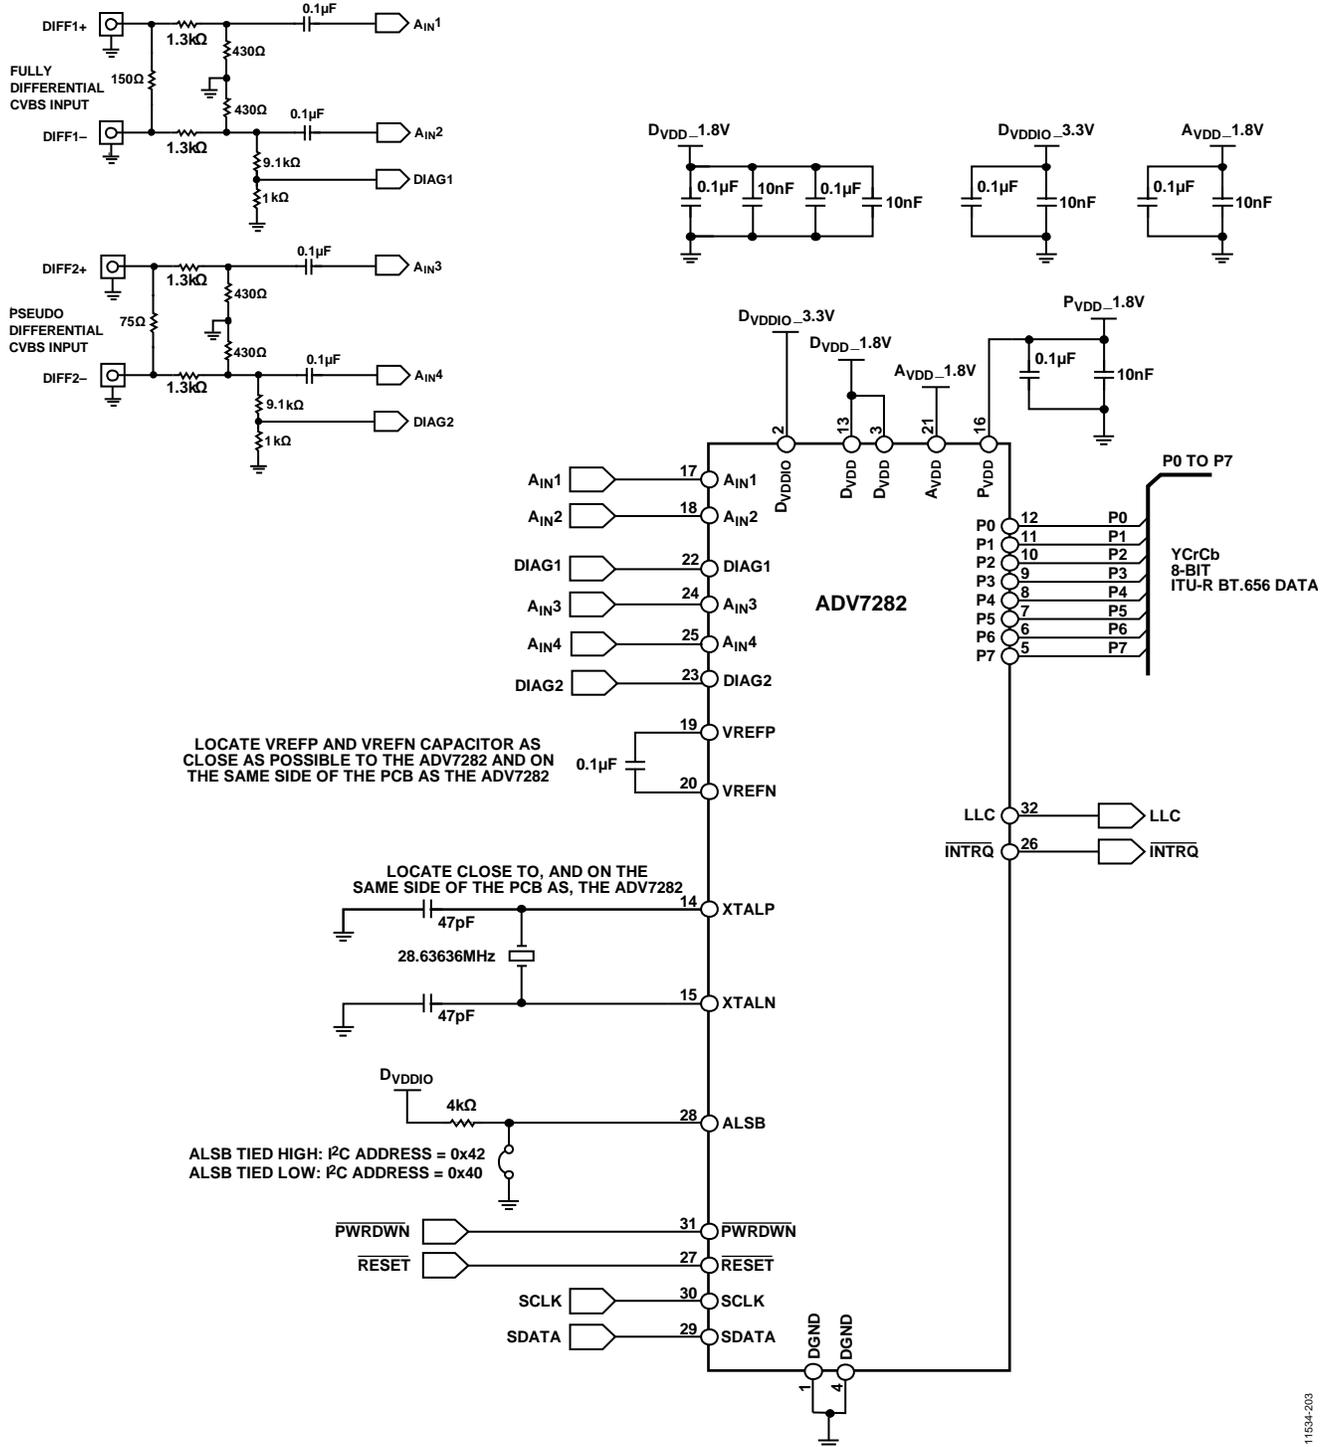 DIFF1+
0.1µF
AIN1
1.3kΩ
430Ω
FULLY
DIFFERENTIAL
CVBS INPUT
150Ω
430Ω
0.1µF
DIFF1–
AIN2
1.3kΩ
9.1kΩ
DIAG1
1kΩ
DIFF2+
0.1µF
AIN3
1.3kΩ
430Ω
PSEUDO
DIFFERENTIAL
CVBS INPUT
75Ω
430Ω
0.1µF
DIFF2–
AIN4
1.3kΩ
9.1kΩ
DIAG2
1kΩ
DVDD_1.8V
0.1µF
10nF
0.1µF
10nF
DVDDIO_3.3V
0.1µF
10nF
AVDD_1.8V
0.1µF
10nF
DVDDIO_3.3V
DVDD_1.8V
AVDD_1.8V
PVDD_1.8V
0.1µF
10nF
2
13
3
21
16
DVDDIO
DVDD
DVDD
AVDD
PVDD
AIN1 17 AIN1
AIN2 18 AIN2
DIAG1 22 DIAG1
AIN3 24 AIN3
AIN4 25 AIN4
DIAG2 23 DIAG2
ADV7282
P0 TO P7
P0 12 P0
P1 11 P1
P2 10 P2
P3 9 P3
P4 8 P4
P5 7 P5
P6 6 P6
P7 5 P7
YCrCb
8-BIT
ITU-R BT.656 DATA
LOCATE VREFP AND VREFN CAPACITOR AS
CLOSE AS POSSIBLE TO THE ADV7282 AND ON
THE SAME SIDE OF THE PCB AS THE ADV7282
0.1µF
19 VREFP
20 VREFN
LLC 32 LLC
INTRQ 26 INTRQ
LOCATE CLOSE TO, AND ON THE
SAME SIDE OF THE PCB AS, THE ADV7282
14 XTALP
47pF
28.63636MHz
15 XTALN
47pF
DVDDIO
4kΩ
28 ALSB
ALSB TIED HIGH: I2C ADDRESS = 0x42
ALSB TIED LOW: I2C ADDRESS = 0x40
PWRDWN 31 PWRDWN
RESET 27 RESET
SCLK 30 SCLK
SDATA 29 SDATA
DGND
DGND
1
4
11534-203